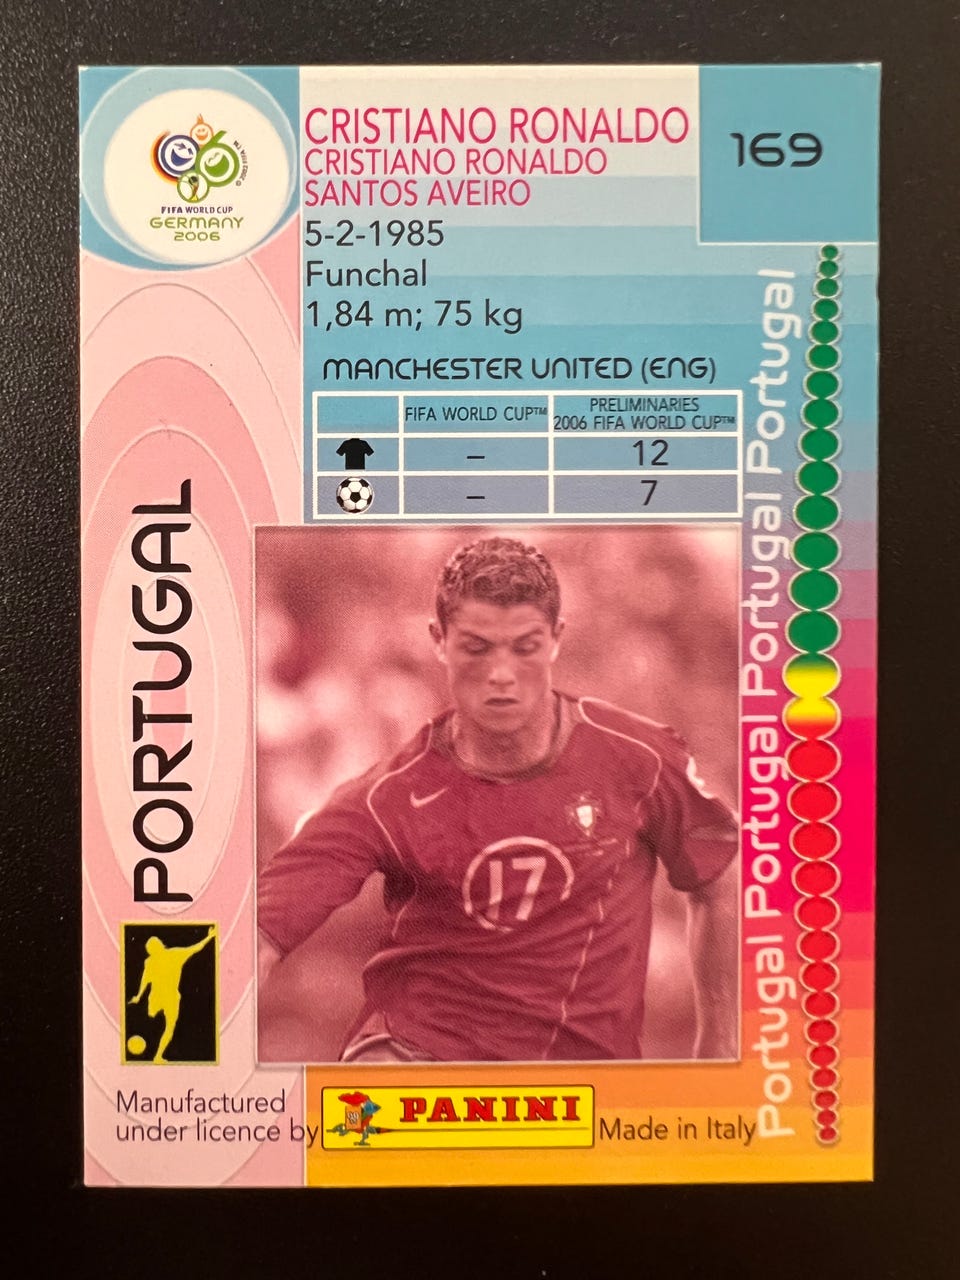 FIFA WORLD CUP
GERMANY
2006
CRISTIANO RONALDO
CRISTIANO RONALDO
SANTOS AVEIRO
5-2-1985
Funchal
1,84 m; 75 kg
169
MANCHESTER UNITED (ENG)
FIFA WORLD CUP™
PRELIMINARIES
2006 FIFA WORLD CUP™
– 12
– 7
PORTUGAL
Portugal Portugal Portugal Portugal Portugal
17
Manufactured
under licence by
PANINI
Made in Italy